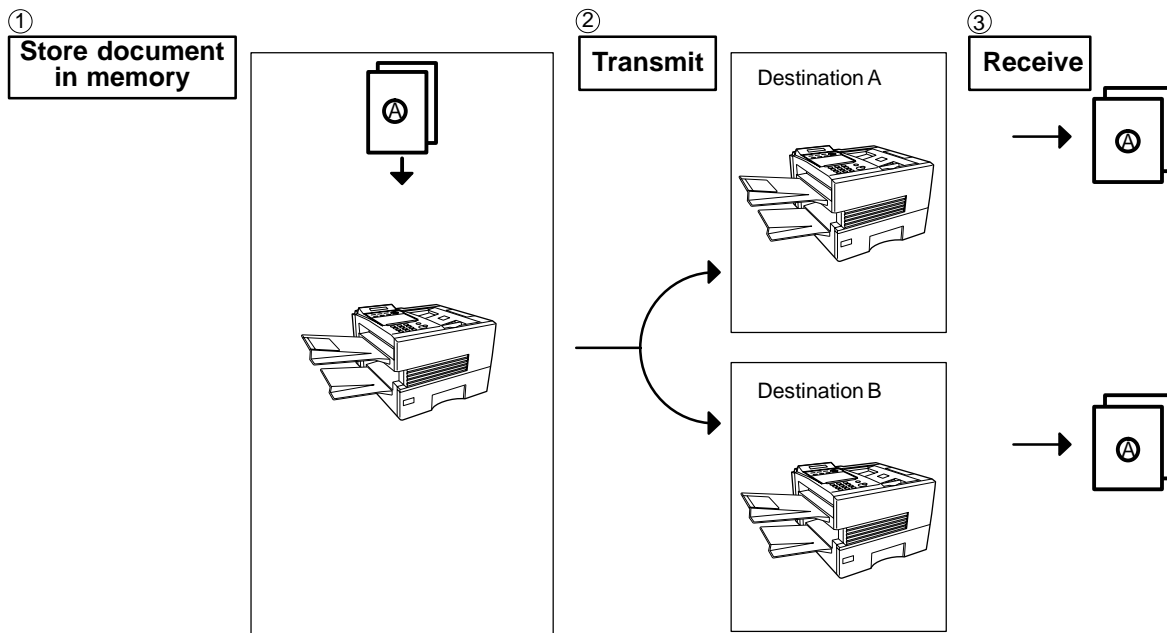 ①
Store document
in memory
A
②
Transmit
Destination A
Destination B
③
Receive
A
A